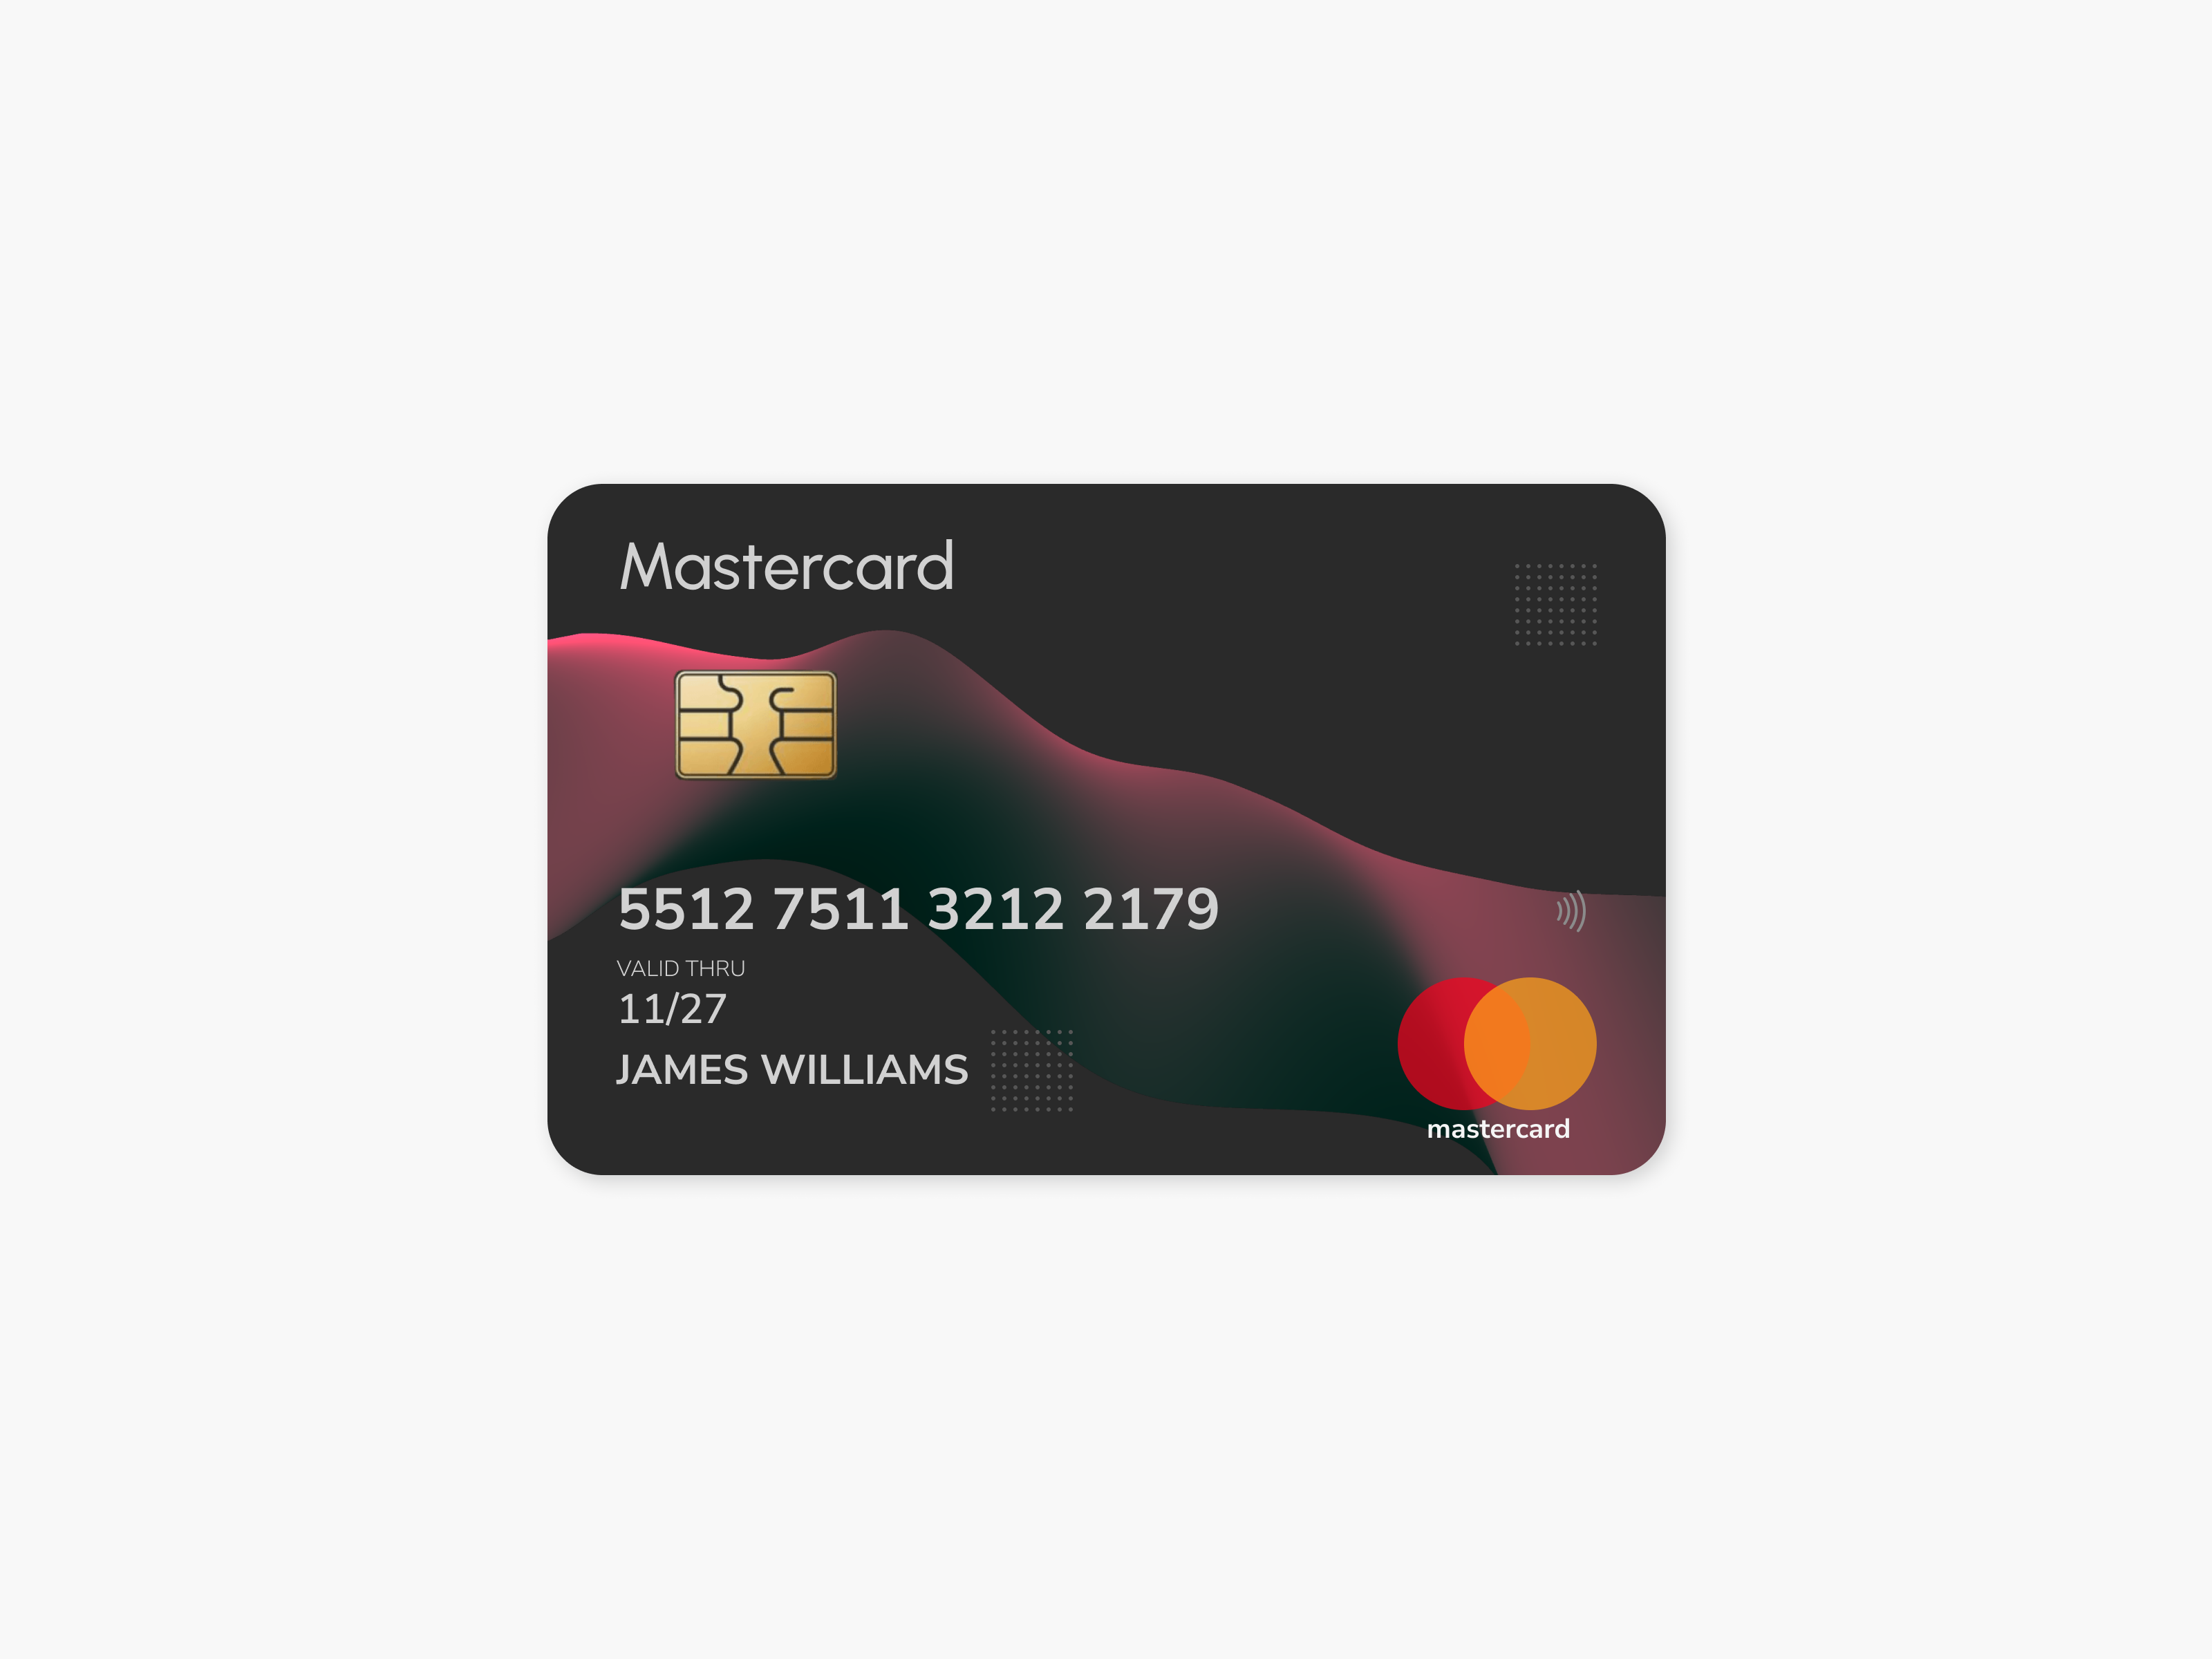 Mastercard
5512 7511 3212 2179
VALID THRU
11/27
JAMES WILLIAMS
mastercard